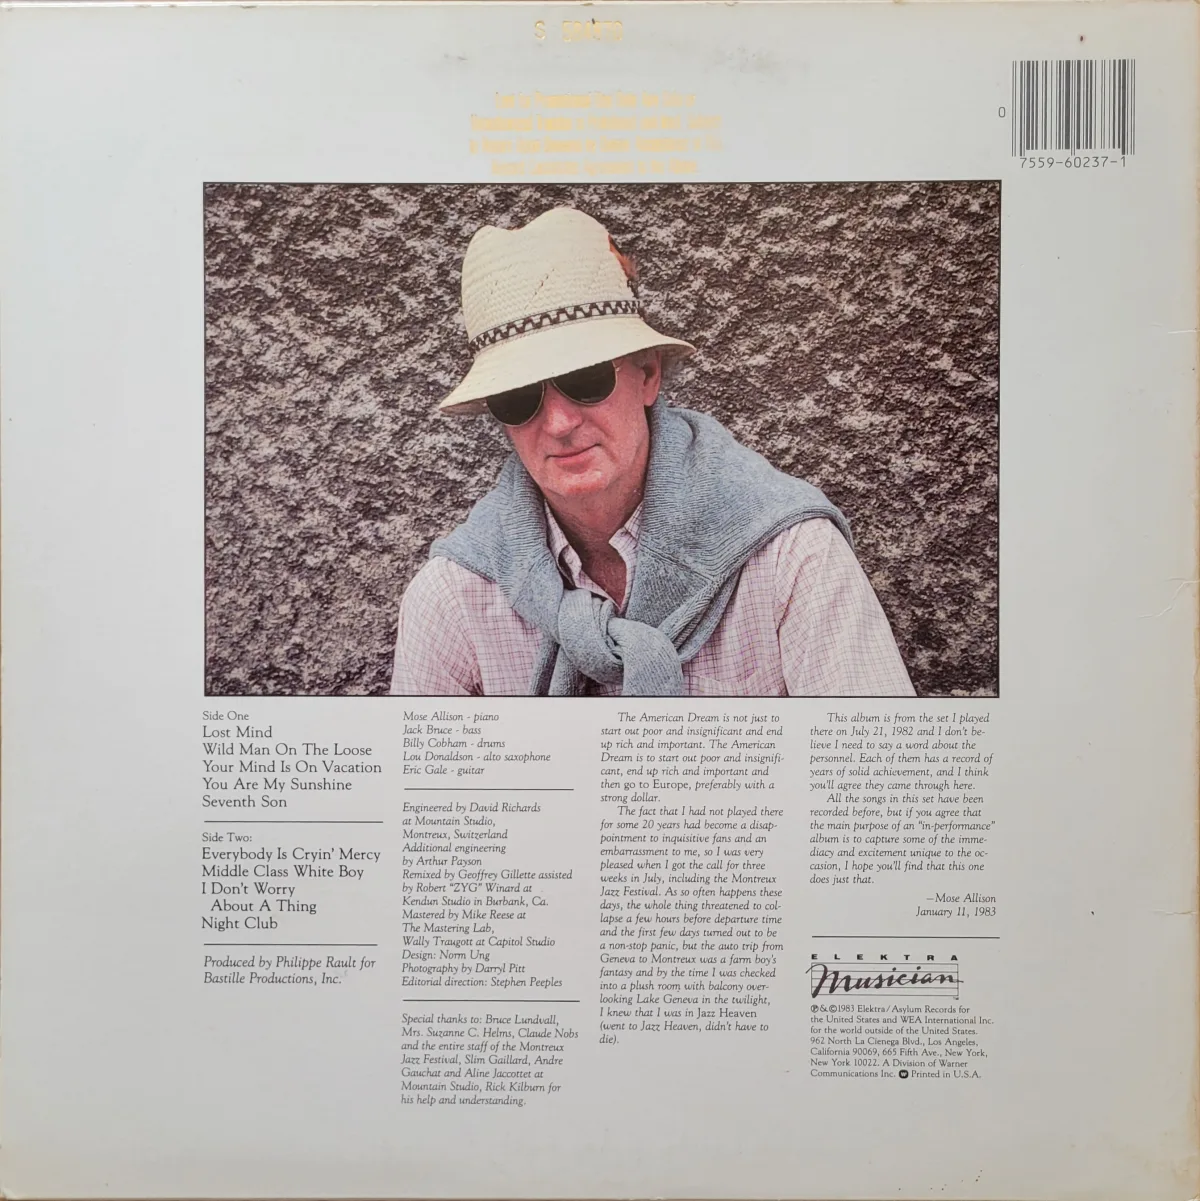 0
7559-60237-1
Side One
Lost Mind
Wild Man On The Loose
Your Mind Is On Vacation
You Are My Sunshine
Seventh Son
Side Two:
Everybody Is Cryin' Mercy
Middle Class White Boy
I Don't Worry
About A Thing
Night Club
Produced by Philippe Rault for
Bastille Productions, Inc.
Mose Allison - piano
Jack Bruce - bass
Billy Cobham - drums
Lou Donaldson - alto saxophone
Eric Gale - guitar
Engineered by David Richards
at Mountain Studio,
Montreux, Switzerland
Additional engineering
by Arthur Payson
Remixed by Geoffrey Gillette assisted
by Robert "ZYG" Winard at
Kendun Studio in Burbank, Ca.
Mastered by Mike Reese at
The Mastering Lab,
Wally Traugott at Capitol Studio
Design: Norm Ung
Photography by Darryl Pitt
Editorial direction: Stephen Peeples
Special thanks to: Bruce Lundvall,
Mrs. Suzanne C. Helms, Claude Nobs
and the entire staff of the Montreux
Jazz Festival, Slim Gaillard, Andre
Gauchat and Aline Jaccottet at
Mountain Studio, Rick Kilburn for
his help and understanding.
The American Dream is not just to
start out poor and insignificant and end
up rich and important. The American
Dream is to start out poor and insignifi-
cant, end up rich and important and
then go to Europe, preferably with a
strong dollar.
The fact that I had not played there
for some 20 years had become a disap-
pointment to inquisitive fans and an
embarrassment to me, so I was very
pleased when I got the call for three
weeks in July, including the Montreux
Jazz Festival. As so often happens these
days, the whole thing threatened to col-
lapse a few hours before departure time
and the first few days turned out to be
a non-stop panic, but the auto trip from
Geneva to Montreux was a farm boy's
fantasy and by the time I was checked
into a plush room with balcony over-
looking Lake Geneva in the twilight,
I knew that I was in Jazz Heaven
(went to Jazz Heaven, didn't have to
die).
This album is from the set I played
there on July 21, 1982 and I don't be-
lieve I need to say a word about the
personnel. Each of them has a record of
years of solid achievement, and I think
you'll agree they came through here.
All the songs in this set have been
recorded before, but if you agree that
the main purpose of an "in-performance"
album is to capture some of the imme-
diacy and excitement unique to the oc-
casion, I hope you'll find that this one
does just that.
—Mose Allison
January 11, 1983
ELEKTRA
Musician
℗&©1983 Elektra/Asylum Records for
the United States and WEA International Inc.
for the world outside of the United States.
962 North La Cienega Blvd., Los Angeles,
California 90069, 665 Fifth Ave., New York,
New York 10022. A Division of Warner
Communications Inc. W Printed in U.S.A.